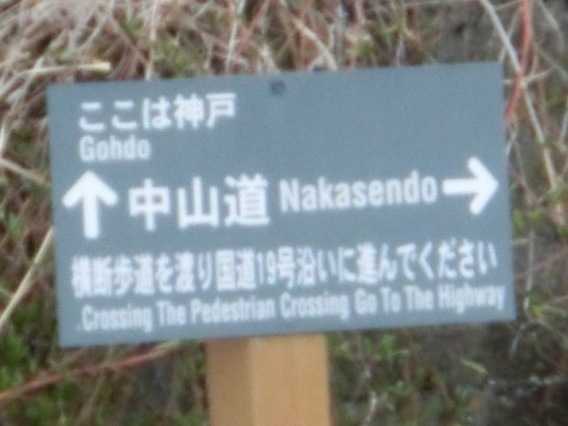 ここは神戸
Gohdo
↑ 中山道 Nakasendo →
横断歩道を渡り国道19号沿いに進んでください
Crossing The Pedestrian Crossing Go To The Highway